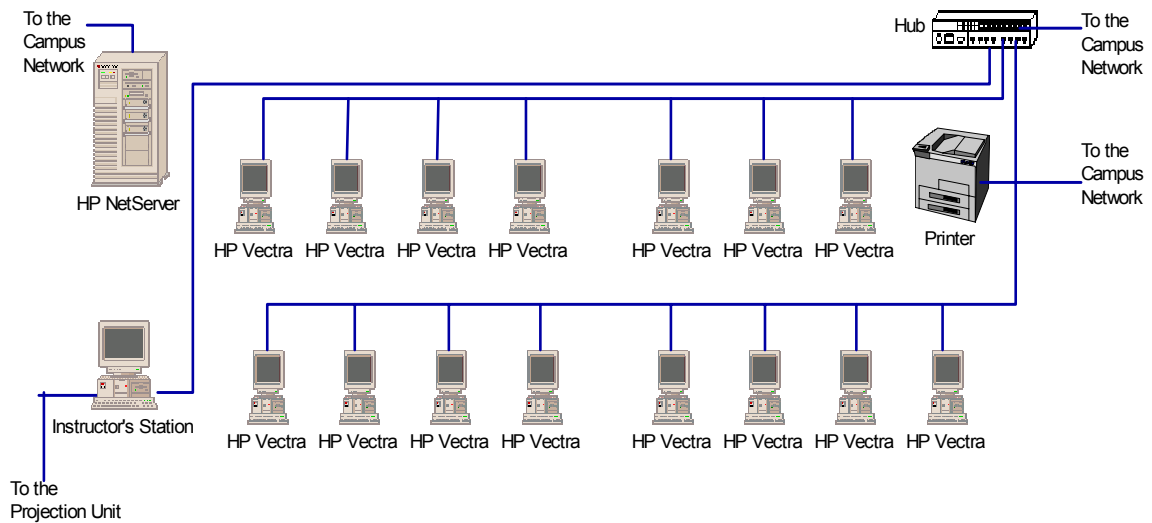 To the
Campus
Network
HP NetServer
Hub
To the
Campus
Network
To the
Campus
Network
Printer
HP Vectra HP Vectra HP Vectra HP Vectra HP Vectra HP Vectra HP Vectra
Instructor's Station
HP Vectra HP Vectra HP Vectra HP Vectra HP Vectra HP Vectra HP Vectra HP Vectra
To the
Projection Unit